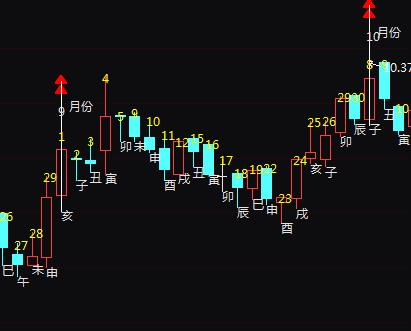 10 月份
8 9
10.37
2930
丑 10
辰 子
卯 寅
4
9 月份
5 9 10
25 26
1 2 3
卯 未 11 12 15 16
申 17
子 丑 寅
酉 戌 丑 寅 18 19 22
24 亥 子
29
卯 23
辰 巳 申 戌
亥
26
酉
28
27
巳 未 申
午